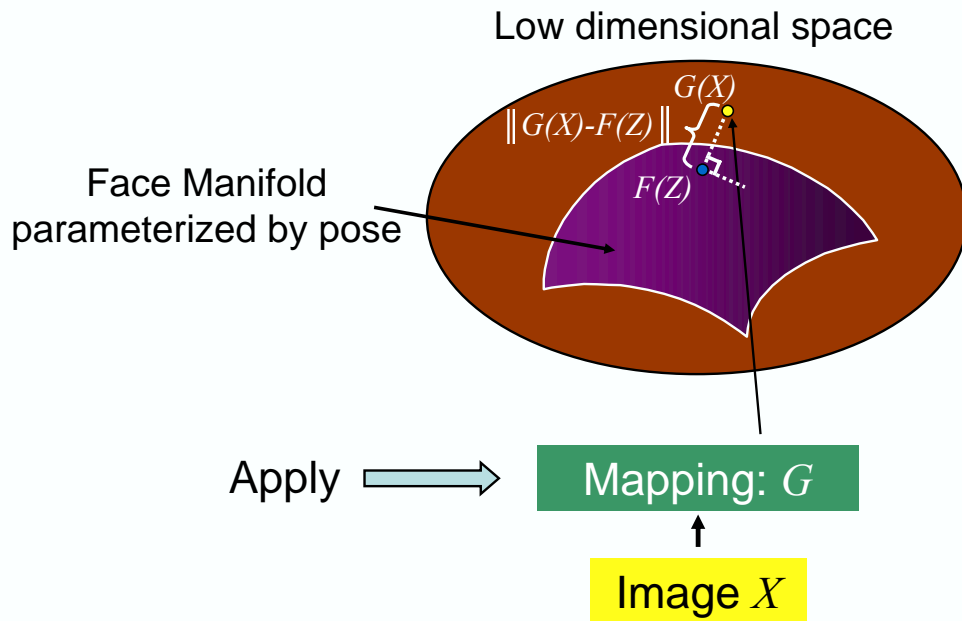 Low dimensional space
G(X)
‖G(X)-F(Z)‖
F(Z)
Face Manifold
parameterized by pose
Apply
Mapping: G
Image X